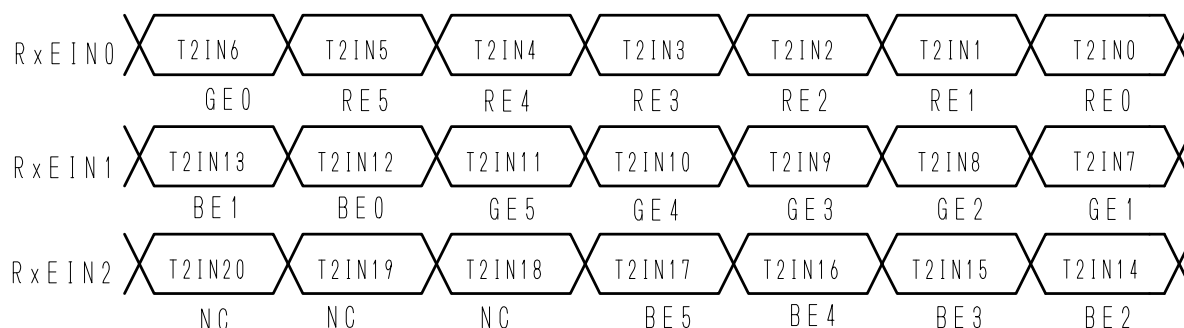 RxEIN0 T2IN6 T2IN5 T2IN4 T2IN3 T2IN2 T2IN1 T2IN0
GE0 RE5 RE4 RE3 RE2 RE1 RE0
RxEIN1 T2IN13 T2IN12 T2IN11 T2IN10 T2IN9 T2IN8 T2IN7
BE1 BE0 GE5 GE4 GE3 GE2 GE1
RxEIN2 T2IN20 T2IN19 T2IN18 T2IN17 T2IN16 T2IN15 T2IN14
NC NC NC BE5 BE4 BE3 BE2